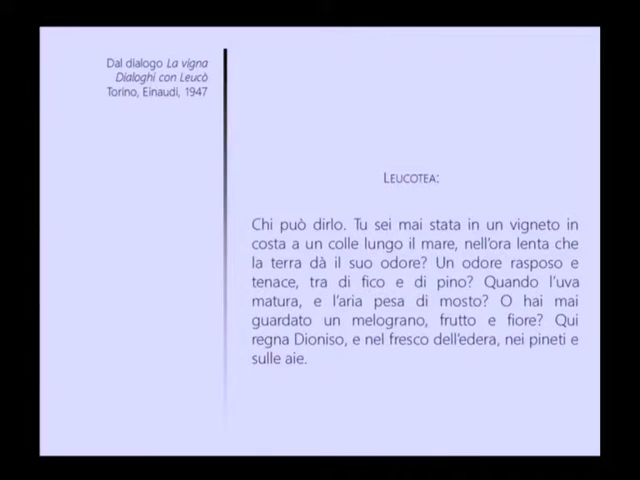 Dal dialogo La vigna
Dialoghi con Leucò
Torino, Einaudi, 1947
LEUCOTEA:
Chi può dirlo. Tu sei mai stata in un vigneto in
costa a un colle lungo il mare, nell'ora lenta che
la terra dà il suo odore? Un odore rasposo e
tenace, tra di fico e di pino? Quando l'uva
matura, e l'aria pesa di mosto? O hai mai
guardato un melograno, frutto e fiore? Qui
regna Dioniso, e nel fresco dell'edera, nei pineti e
sulle aie.